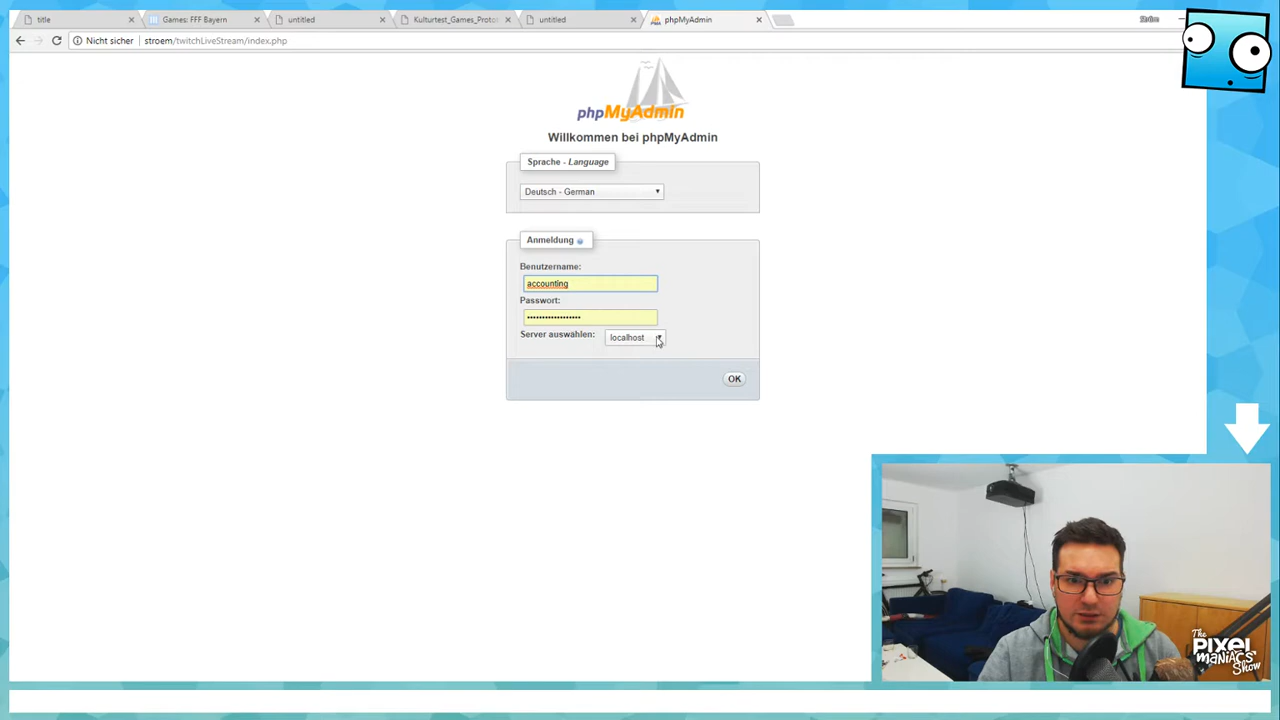 title
Games: FFF Bayern
untitled
Kulturtest_Games_Protot
untitled
phpMyAdmin
Nicht sicher
stroem/twitchLiveStream/index.php
phpMyAdmin
Willkommen bei phpMyAdmin
Sprache - Language
Deutsch - German
Anmeldung
Benutzername:
accounting
Passwort:
Server auswählen:
localhost
OK
The
PIXEL
MANIACS
Show